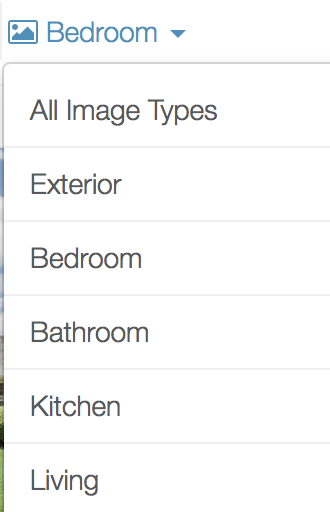 Bedroom
All Image Types
Exterior
Bedroom
Bathroom
Kitchen
Living